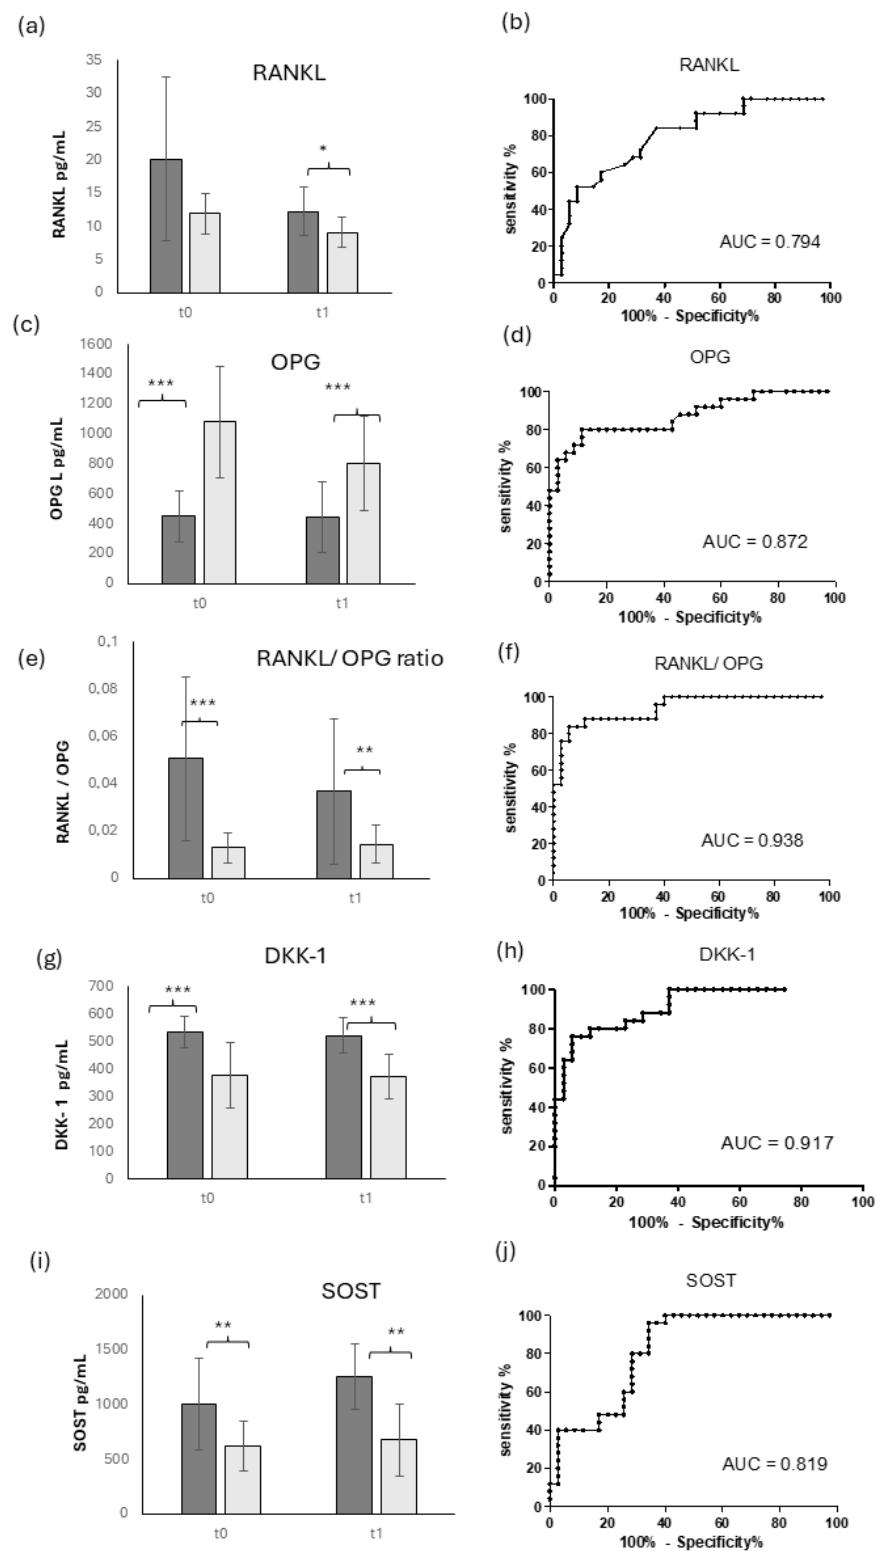 (a)
RANKL
RANKL pg/mL
35
30
25
20
15
10
5
0
*
t0
t1
(b)
RANKL
sensitivity %
100
80
60
40
20
0
AUC = 0.794
0 20 40 60 80 100
100% - Specificity%
(c)
OPG
OPG L pg/mL
1600
1400
1200
1000
800
600
400
200
0
***
***
t0
t1
(d)
OPG
sensitivity %
100
80
60
40
20
0
AUC = 0.872
0 20 40 60 80 100
100% - Specificity%
(e)
RANKL/ OPG ratio
RANKL / OPG
0,1
0,08
0,06
0,04
0,02
0
***
**
t0
t1
(f)
RANKL/ OPG
sensitivity %
100
80
60
40
20
0
AUC = 0.938
0 20 40 60 80 100
100% - Specificity%
(g)
DKK-1
DKK- 1 pg/mL
700
600
500
400
300
200
100
0
***
***
t0
t1
(h)
DKK-1
sensitivity %
100
80
60
40
20
0
AUC = 0.917
0 20 40 60 80 100
100% - Specificity%
(i)
SOST
SOST pg/mL
2000
1500
1000
500
0
**
**
t0
t1
(j)
SOST
sensitivity %
100
80
60
40
20
0
AUC = 0.819
0 20 40 60 80 100
100% - Specificity%